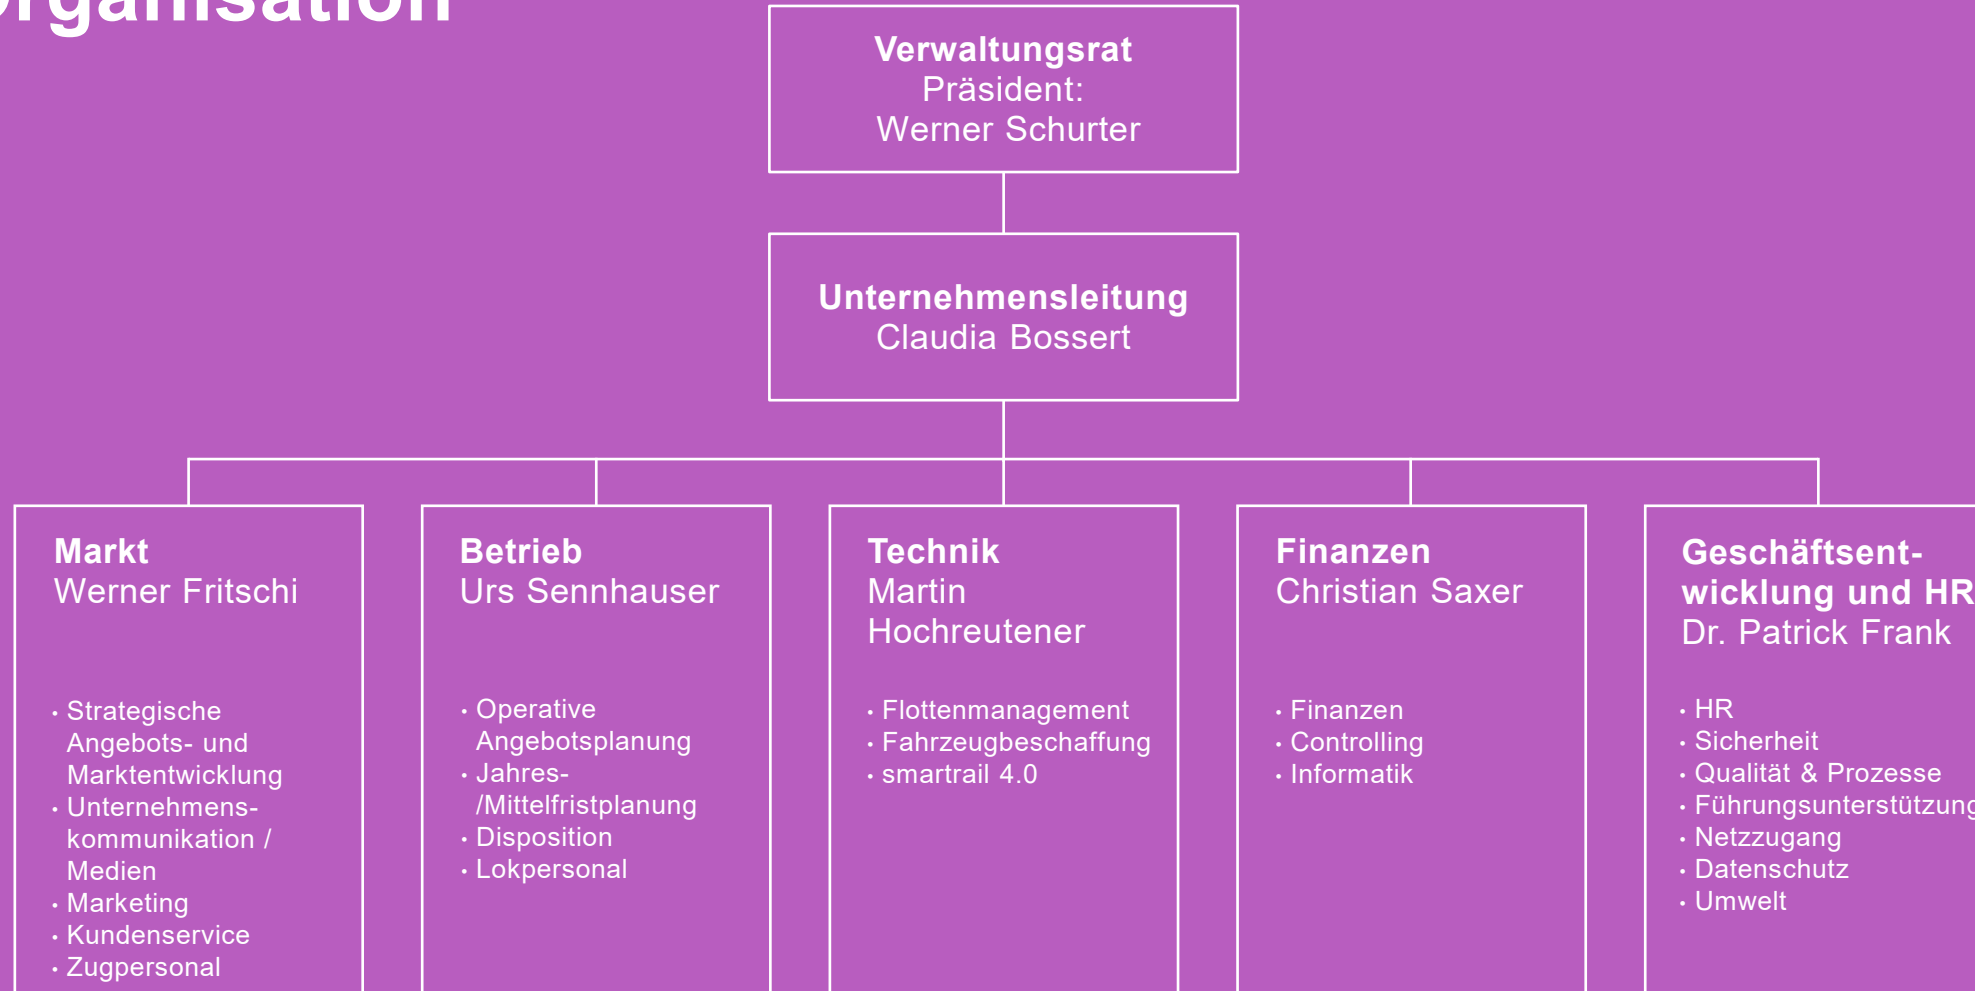 Organisation
Verwaltungsrat
Präsident:
Werner Schurter
Unternehmensleitung
Claudia Bossert
Markt
Werner Fritschi
• Strategische
Angebots- und
Marktentwicklung
• Unternehmens-
kommunikation /
Medien
• Marketing
• Kundenservice
• Zugpersonal
Betrieb
Urs Sennhauser
• Operative
Angebotsplanung
• Jahres-
/Mittelfristplanung
• Disposition
• Lokpersonal
Technik
Martin
Hochreutener
• Flottenmanagement
• Fahrzeugbeschaffung
• smartrail 4.0
Finanzen
Christian Saxer
• Finanzen
• Controlling
• Informatik
Geschäftsent-
wicklung und HR
Dr. Patrick Frank
• HR
• Sicherheit
• Qualität & Prozesse
• Führungsunterstützung
• Netzzugang
• Datenschutz
• Umwelt